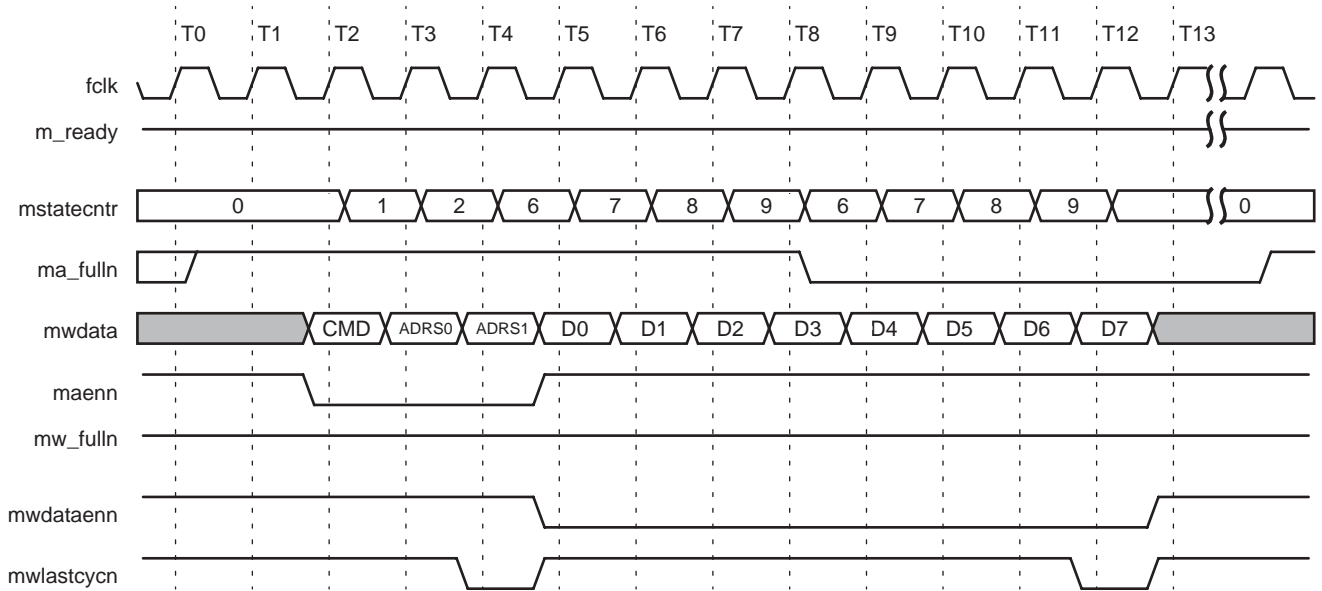 T0 T1 T2 T3 T4 T5 T6 T7 T8 T9 T10 T11 T12 T13
fclk
m_ready
mstatecntr 0 1 2 6 7 8 9 6 7 8 9 0
ma_fulln
mwdata CMD ADRS0 ADRS1 D0 D1 D2 D3 D4 D5 D6 D7
maenn
mw_fulln
mwdataenn
mwlastcycn